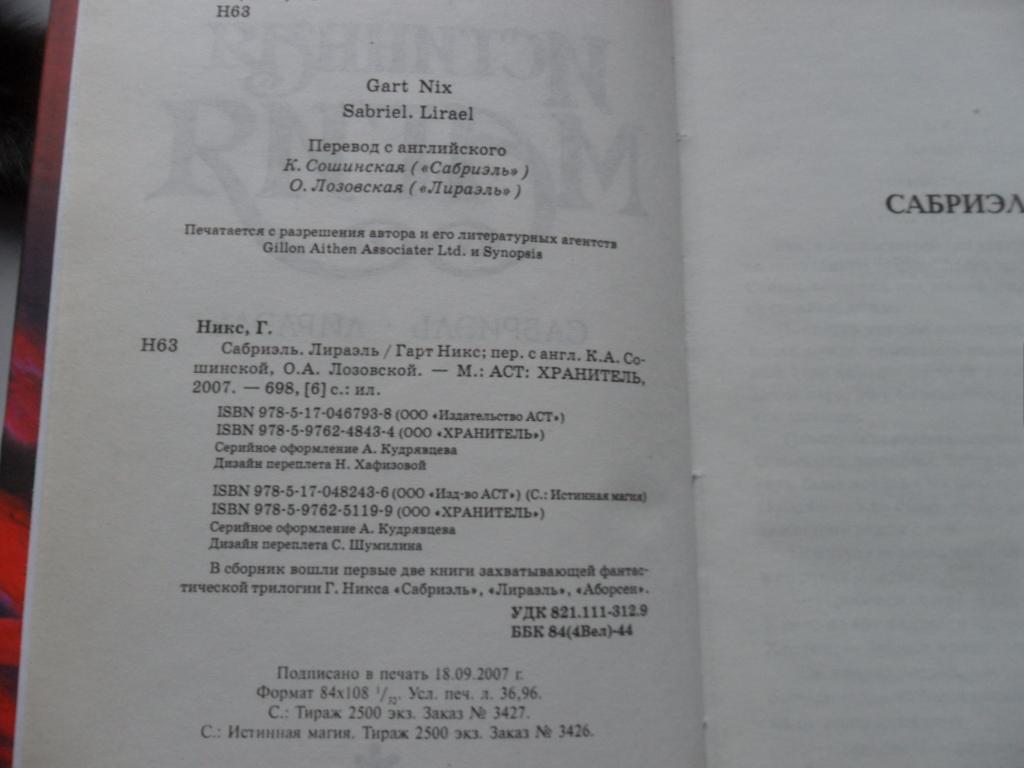 Н63
Gart Nix
Sabriel. Lirael
Перевод с английского
К. Сошинская («Сабриэль»)
О. Лозовская («Лираэль»)
Печатается с разрешения автора и его литературных агентств
Gillon Aithen Associater Ltd. и Synopsis
Никс, Г.
Н63
Сабриэль. Лираэль / Гарт Никс; пер. с англ. К.А. Со-
шинской, О.А. Лозовской. — М.: АСТ: ХРАНИТЕЛЬ,
2007. — 698, [6] с.: ил.
ISBN 978-5-17-046793-8 (ООО «Издательство АСТ»)
ISBN 978-5-9762-4843-4 (ООО «ХРАНИТЕЛЬ»)
Серийное оформление А. Кудрявцева
Дизайн переплета Н. Хафизовой
ISBN 978-5-17-048243-6 (ООО «Изд-во АСТ») (С.: Истинная магия)
ISBN 978-5-9762-5119-9 (ООО «ХРАНИТЕЛЬ»)
Серийное оформление А. Кудрявцева
Дизайн переплета С. Шумилина
В сборник вошли первые две книги захватывающей фантас-
тической трилогии Г. Никса «Сабриэль», «Лираэль», «Аборсен».
УДК 821.111-312.9
ББК 84(4Вел)-44
Подписано в печать 18.09.2007 г.
Формат 84х108 1/32. Усл. печ. л. 36,96.
С.: Тираж 2500 экз. Заказ № 3427.
С.: Истинная магия. Тираж 2500 экз. Заказ № 3426.
САБРИЭЛ